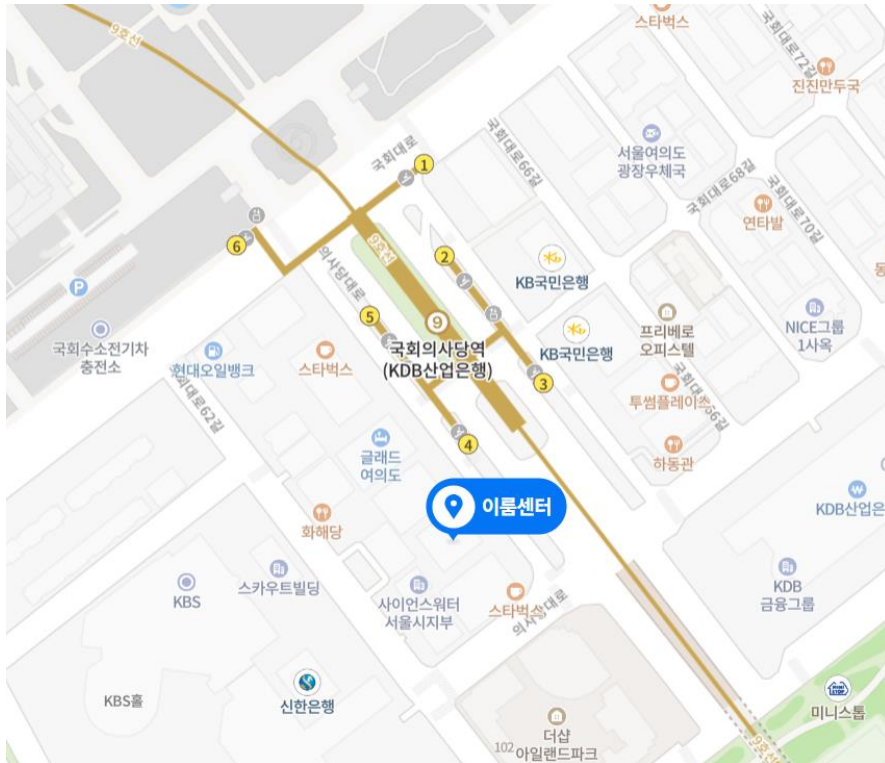 스타벅스
9호선
국회대로72길
진진만두국
국회대로
1
국회대로66길
서울여의도
광장우체국
국회대로68길
국회대로70길
연타발
6
2
KB국민은행
의사당대로
9호선
P
5
9
국회의사당역
(KDB산업은행)
KB국민은행
프리베로
오피스텔
NICE그룹
1사옥
동
국회수소전기차
충전소
현대오일뱅크
스타벅스
3
투썸플레이스
66길
대로62길
4
하동관
글래드
여의도
이룸센터
KDB산업은
화해당
KBS
스카우트빌딩
사이언스워터
서울시지부
스타벅스
의사당대로
KDB
금융그룹
KBS홀
신한은행
미니스톱
더샵
102 아일랜드파크
9호선